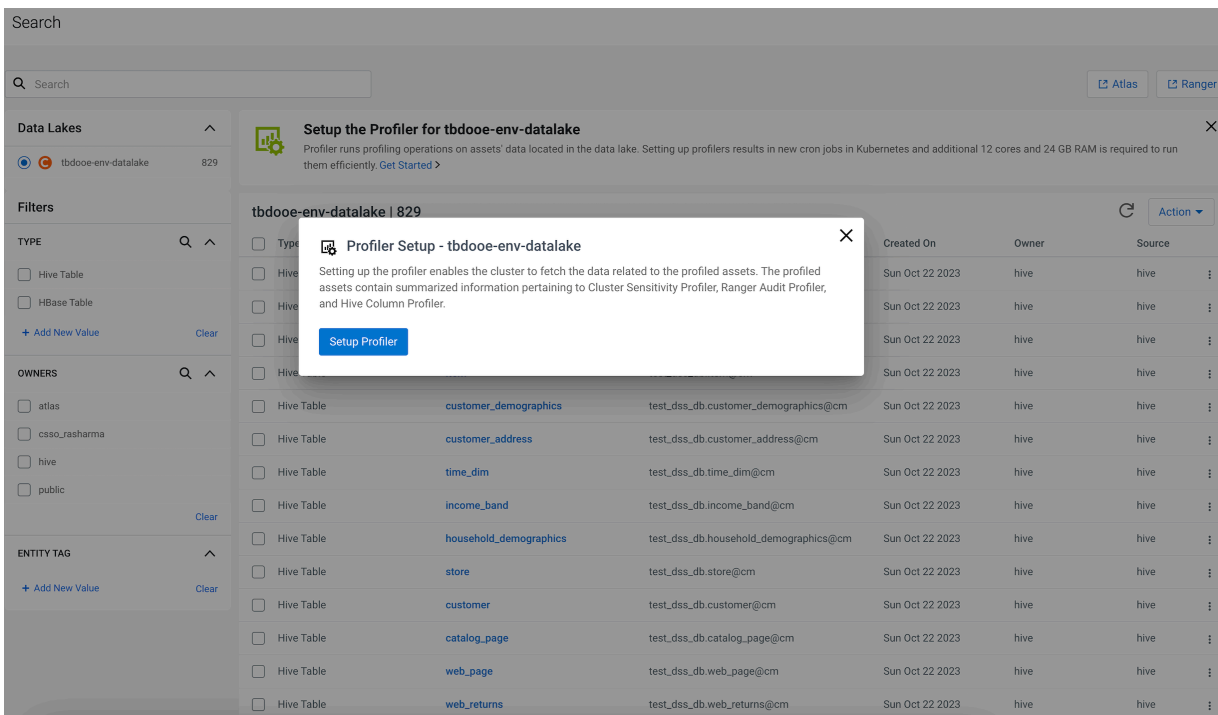 Search
Search
Atlas
Ranger
Data Lakes
tbdooe-env-datalake 829
Setup the Profiler for tbdooe-env-datalake
Profiler runs profiling operations on assets' data located in the data lake. Setting up profilers results in new cron jobs in Kubernetes and additional 12 cores and 24 GB RAM is required to run
them efficiently. Get Started >
Filters
TYPE
Hive Table
HBase Table
+ Add New Value Clear
OWNERS
atlas
csso_rasharma
hive
public
Clear
ENTITY TAG
+ Add New Value Clear
tbdooe-env-datalake | 829
Action
Type Created On Owner Source
Profiler Setup - tbdooe-env-datalake
Setting up the profiler enables the cluster to fetch the data related to the profiled assets. The profiled
assets contain summarized information pertaining to Cluster Sensitivity Profiler, Ranger Audit Profiler,
and Hive Column Profiler.
Setup Profiler
Hive Sun Oct 22 2023 hive hive
Hive Sun Oct 22 2023 hive hive
Hive Sun Oct 22 2023 hive hive
Hive Sun Oct 22 2023 hive hive
Hive Table customer_demographics test_dss_db.customer_demographics@cm Sun Oct 22 2023 hive hive
Hive Table customer_address test_dss_db.customer_address@cm Sun Oct 22 2023 hive hive
Hive Table time_dim test_dss_db.time_dim@cm Sun Oct 22 2023 hive hive
Hive Table income_band test_dss_db.income_band@cm Sun Oct 22 2023 hive hive
Hive Table household_demographics test_dss_db.household_demographics@cm Sun Oct 22 2023 hive hive
Hive Table store test_dss_db.store@cm Sun Oct 22 2023 hive hive
Hive Table customer test_dss_db.customer@cm Sun Oct 22 2023 hive hive
Hive Table catalog_page test_dss_db.catalog_page@cm Sun Oct 22 2023 hive hive
Hive Table web_page test_dss_db.web_page@cm Sun Oct 22 2023 hive hive
Hive Table web_returns test_dss_db.web_returns@cm Sun Oct 22 2023 hive hive